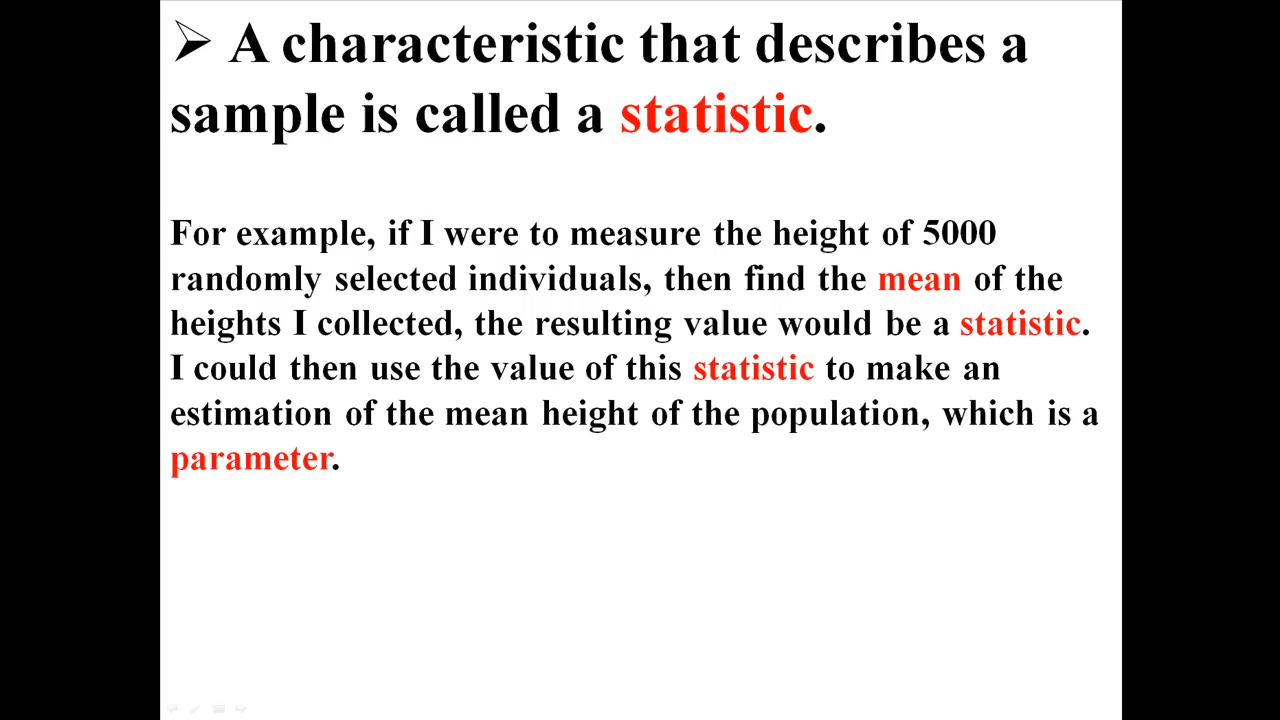 ➢ A characteristic that describes a
sample is called a statistic.
For example, if I were to measure the height of 5000
randomly selected individuals, then find the mean of the
heights I collected, the resulting value would be a statistic.
I could then use the value of this statistic to make an
estimation of the mean height of the population, which is a
parameter.